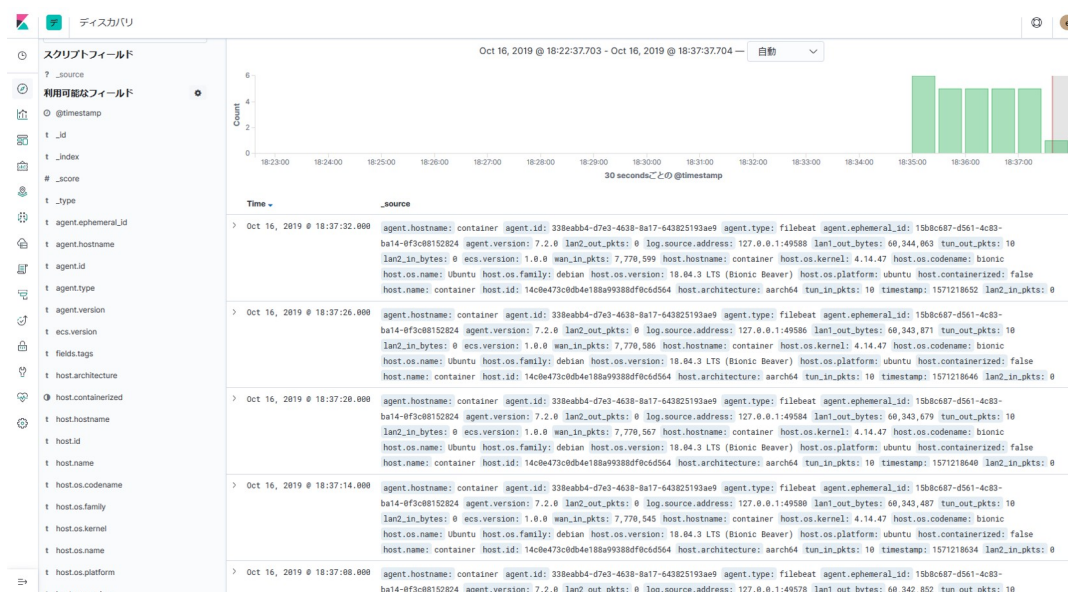 デ ディスカバリ
スクリプトフィールド
? _source
利用可能なフィールド
@timestamp
t _id
t _index
# _score
t _type
t agent.ephemeral_id
t agent.hostname
t agent.id
t agent.type
t agent.version
t ecs.version
t fields.tags
t host.architecture
host.containerized
t host.hostname
t host.id
t host.name
t host.os.codename
t host.os.family
t host.os.kernel
t host.os.name
t host.os.platform
Oct 16, 2019 @ 18:22:37.703 - Oct 16, 2019 @ 18:37:37.704 — 自動
Count
6
4
2
0
18:23:00 18:24:00 18:25:00 18:26:00 18:27:00 18:28:00 18:29:00 18:30:00 18:31:00 18:32:00 18:33:00 18:34:00 18:35:00 18:36:00 18:37:00
30 secondsごとの @timestamp
Time _source
Oct 16, 2019 @ 18:37:32.000 agent.hostname: container agent.id: 338eabb4-d7e3-4638-8a17-643825193ae9 agent.type: filebeat agent.ephemeral_id: 15b8c687-d561-4c83-
ba14-0f3c08152824 agent.version: 7.2.0 lan2_out_pkts: 0 log.source.address: 127.0.0.1:49588 lan1_out_bytes: 60,344,063 tun_out_pkts: 10
lan2_in_bytes: 0 ecs.version: 1.0.0 wan_in_pkts: 7,770,599 host.hostname: container host.os.kernel: 4.14.47 host.os.codename: bionic
host.os.name: Ubuntu host.os.family: debian host.os.version: 18.04.3 LTS (Bionic Beaver) host.os.platform: ubuntu host.containerized: false
host.name: container host.id: 14c0e473c0db4e188a99388df0c6d564 host.architecture: aarch64 tun_in_pkts: 10 timestamp: 1571218652 lan2_in_pkts: 0
Oct 16, 2019 @ 18:37:26.000 agent.hostname: container agent.id: 338eabb4-d7e3-4638-8a17-643825193ae9 agent.type: filebeat agent.ephemeral_id: 15b8c687-d561-4c83-
ba14-0f3c08152824 agent.version: 7.2.0 lan2_out_pkts: 0 log.source.address: 127.0.0.1:49586 lan1_out_bytes: 60,343,871 tun_out_pkts: 10
lan2_in_bytes: 0 ecs.version: 1.0.0 wan_in_pkts: 7,770,586 host.hostname: container host.os.kernel: 4.14.47 host.os.codename: bionic
host.os.name: Ubuntu host.os.family: debian host.os.version: 18.04.3 LTS (Bionic Beaver) host.os.platform: ubuntu host.containerized: false
host.name: container host.id: 14c0e473c0db4e188a99388df0c6d564 host.architecture: aarch64 tun_in_pkts: 10 timestamp: 1571218646 lan2_in_pkts: 0
Oct 16, 2019 @ 18:37:20.000 agent.hostname: container agent.id: 338eabb4-d7e3-4638-8a17-643825193ae9 agent.type: filebeat agent.ephemeral_id: 15b8c687-d561-4c83-
ba14-0f3c08152824 agent.version: 7.2.0 lan2_out_pkts: 0 log.source.address: 127.0.0.1:49584 lan1_out_bytes: 60,343,679 tun_out_pkts: 10
lan2_in_bytes: 0 ecs.version: 1.0.0 wan_in_pkts: 7,770,567 host.hostname: container host.os.kernel: 4.14.47 host.os.codename: bionic
host.os.name: Ubuntu host.os.family: debian host.os.version: 18.04.3 LTS (Bionic Beaver) host.os.platform: ubuntu host.containerized: false
host.name: container host.id: 14c0e473c0db4e188a99388df0c6d564 host.architecture: aarch64 tun_in_pkts: 10 timestamp: 1571218640 lan2_in_pkts: 0
Oct 16, 2019 @ 18:37:14.000 agent.hostname: container agent.id: 338eabb4-d7e3-4638-8a17-643825193ae9 agent.type: filebeat agent.ephemeral_id: 15b8c687-d561-4c83-
ba14-0f3c08152824 agent.version: 7.2.0 lan2_out_pkts: 0 log.source.address: 127.0.0.1:49580 lan1_out_bytes: 60,343,487 tun_out_pkts: 10
lan2_in_bytes: 0 ecs.version: 1.0.0 wan_in_pkts: 7,770,545 host.hostname: container host.os.kernel: 4.14.47 host.os.codename: bionic
host.os.name: Ubuntu host.os.family: debian host.os.version: 18.04.3 LTS (Bionic Beaver) host.os.platform: ubuntu host.containerized: false
host.name: container host.id: 14c0e473c0db4e188a99388df0c6d564 host.architecture: aarch64 tun_in_pkts: 10 timestamp: 1571218634 lan2_in_pkts: 0
Oct 16, 2019 @ 18:37:08.000 agent.hostname: container agent.id: 338eabb4-d7e3-4638-8a17-643825193ae9 agent.type: filebeat agent.ephemeral_id: 15b8c687-d561-4c83-
ba14-0f3c08152824 agent.version: 7.2.0 lan2_out_pkts: 0 log.source.address: 127.0.0.1:49578 lan1_out_bytes: 60,342,852 tun_out_pkts: 10